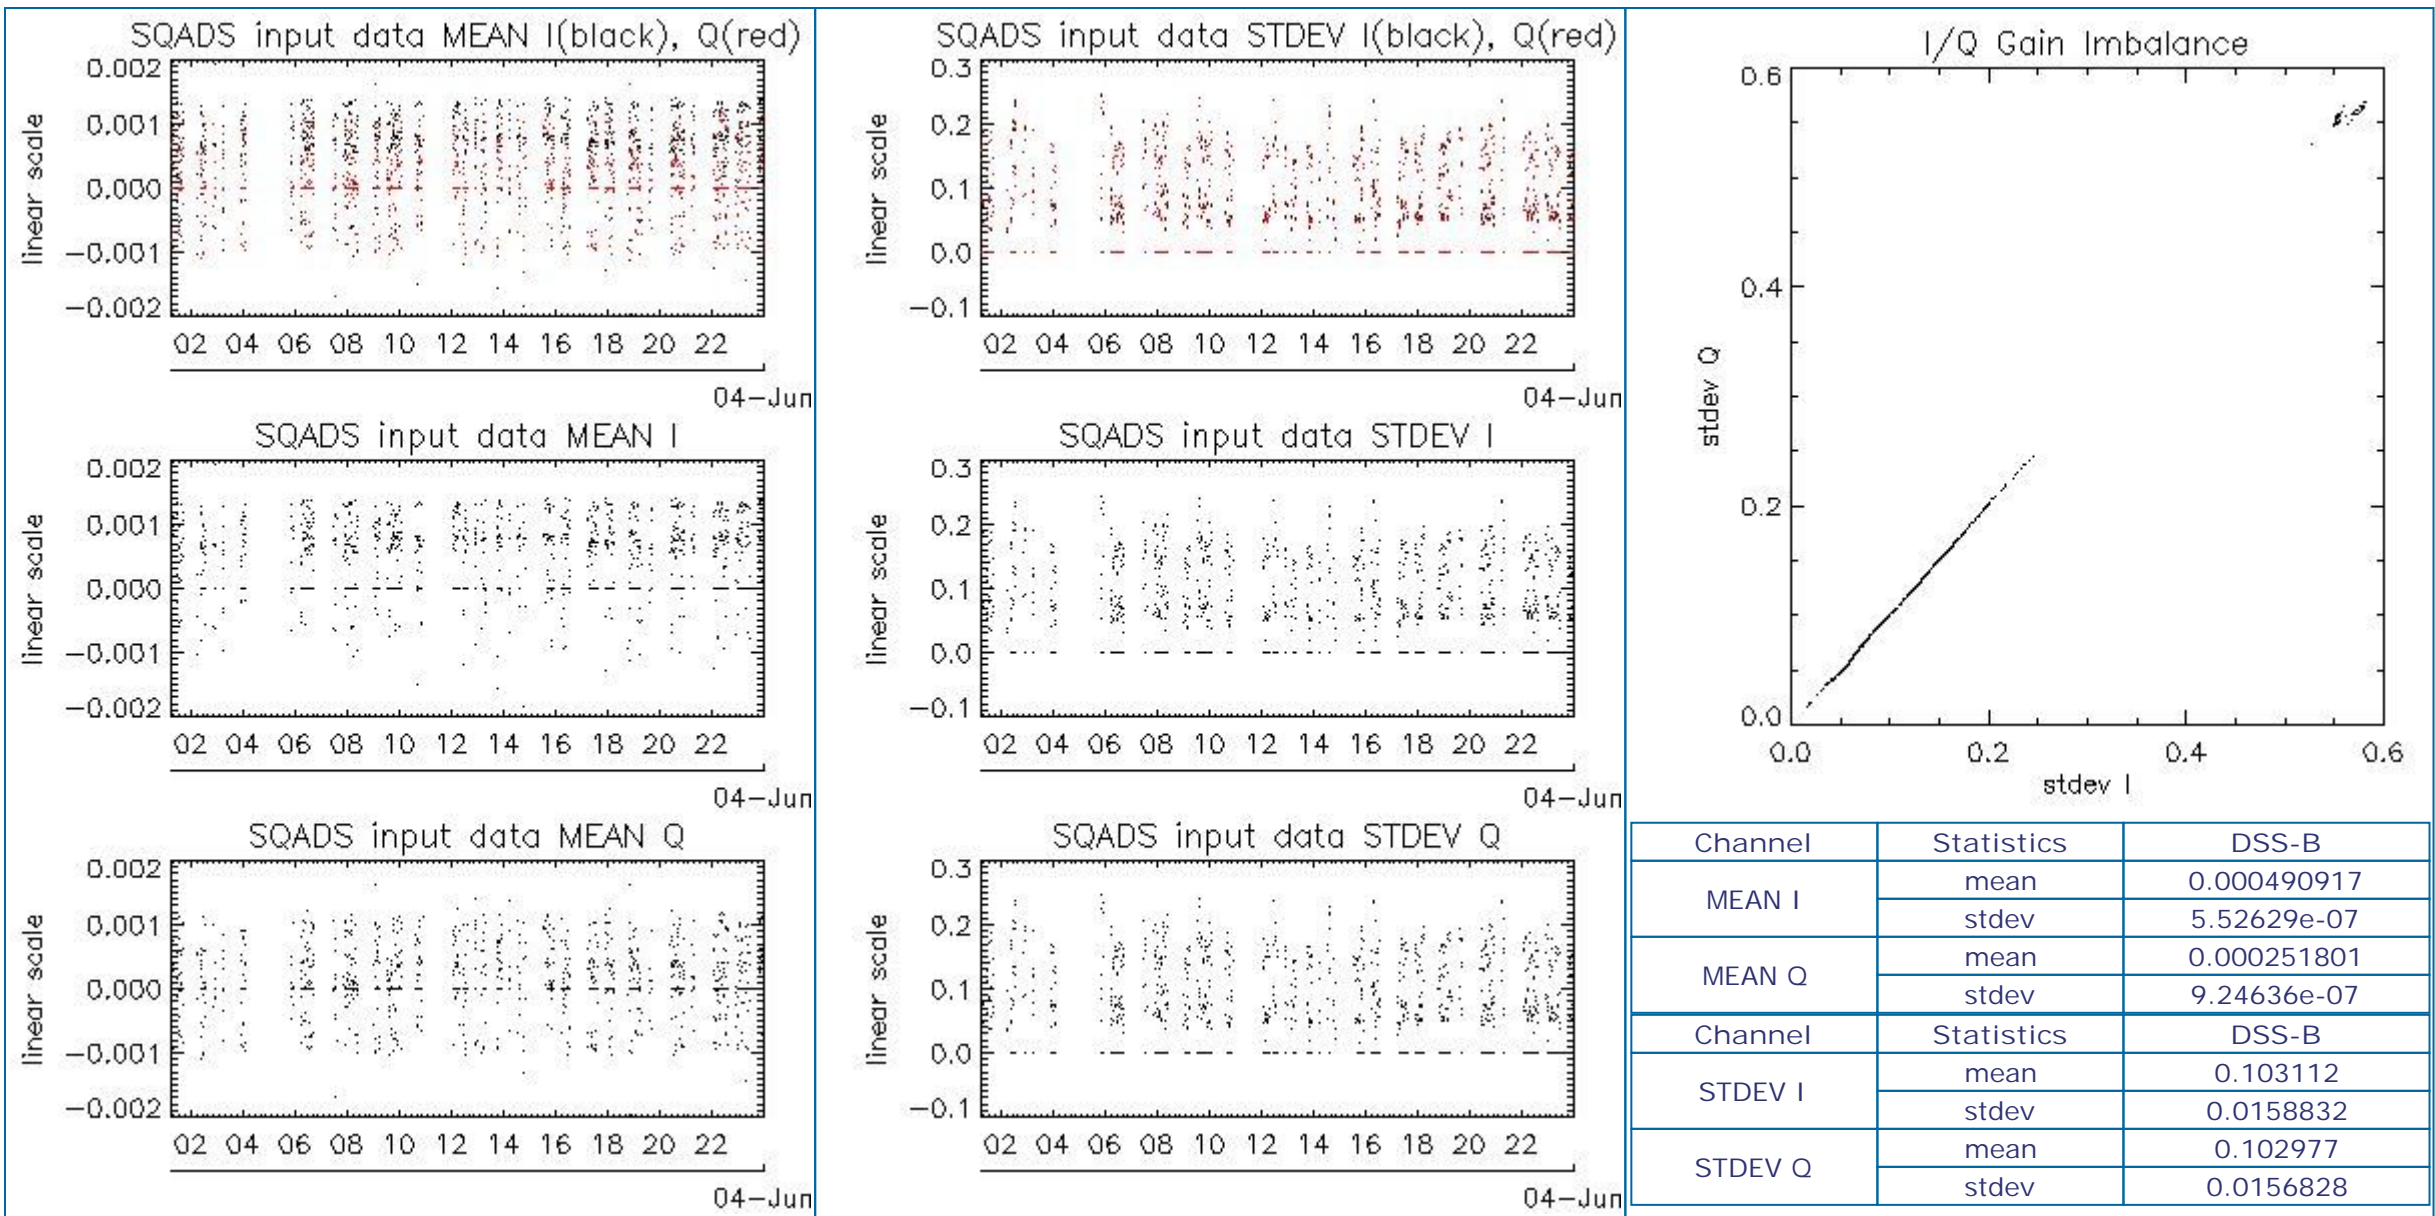 SQADS input data MEAN I(black), Q(red)
linear scale
0.002
0.001
0.000
−0.001
−0.002
02 04 06 08 10 12 14 16 18 20 22
04−Jun
SQADS input data MEAN I
linear scale
0.002
0.001
0.000
−0.001
−0.002
02 04 06 08 10 12 14 16 18 20 22
04−Jun
SQADS input data MEAN Q
linear scale
0.002
0.001
0.000
−0.001
−0.002
02 04 06 08 10 12 14 16 18 20 22
04−Jun
SQADS input data STDEV I(black), Q(red)
linear scale
0.3
0.2
0.1
0.0
−0.1
02 04 06 08 10 12 14 16 18 20 22
04−Jun
SQADS input data STDEV I
linear scale
0.3
0.2
0.1
0.0
−0.1
02 04 06 08 10 12 14 16 18 20 22
04−Jun
SQADS input data STDEV Q
linear scale
0.3
0.2
0.1
0.0
−0.1
02 04 06 08 10 12 14 16 18 20 22
04−Jun
I/Q Gain Imbalance
stdev Q
0.6
0.4
0.2
0.0
0.0 0.2 0.4 0.6
stdev I
Channel Statistics DSS-B
MEAN I mean 0.000490917
stdev 5.52629e-07
MEAN Q mean 0.000251801
stdev 9.24636e-07
Channel Statistics DSS-B
STDEV I mean 0.103112
stdev 0.0158832
STDEV Q mean 0.102977
stdev 0.0156828